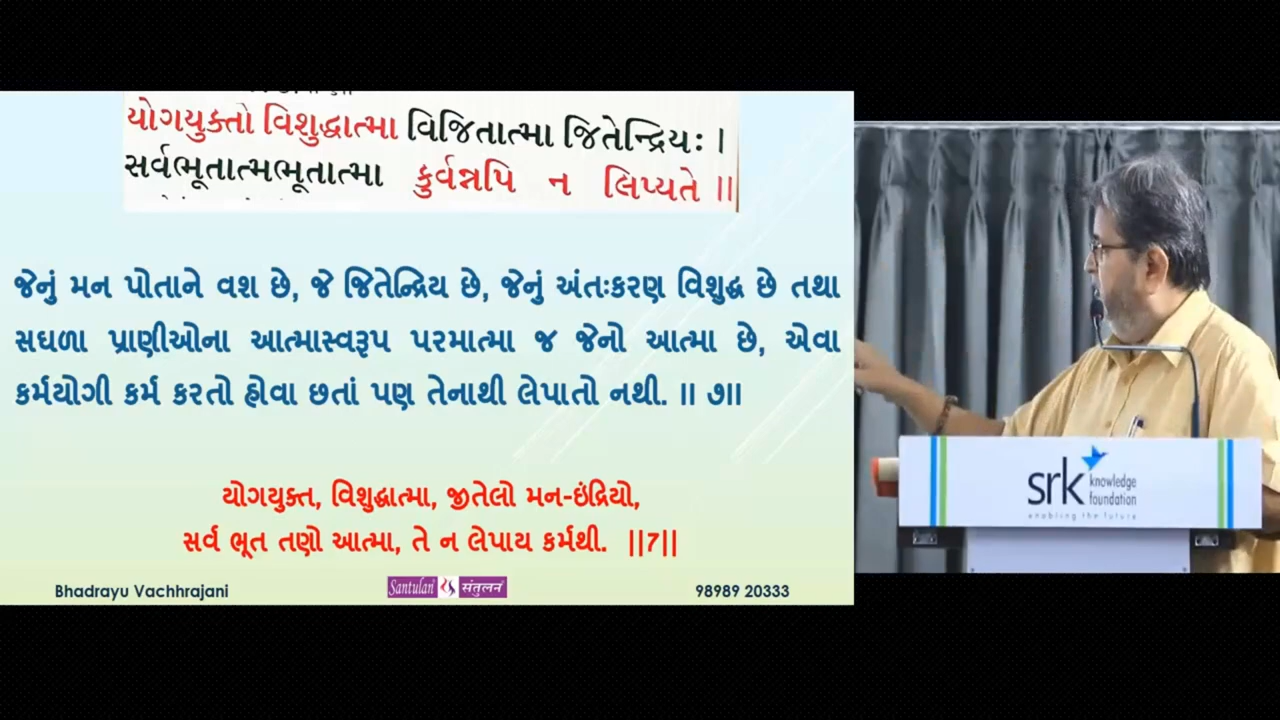 યોગયુક્તો વિશુદ્ધાત્મા વિજિતાત્મા જિતેન્દ્રિયઃ |
સર્વભૂતાત્મભૂતાત્મા કુર્વન્નપિ ન લિપ્યતે ||
જેનું મન પોતાને વશ છે, જે જિતેન્દ્રિય છે, જેનું અંતઃકરણ વિશુદ્ધ છે તથા
સઘળા પ્રાણીઓના આત્માસ્વરૂપ પરમાત્મા જ જેનો આત્મા છે, એવા
કર્મયોગી કર્મ કરતો હોવા છતાં પણ તેનાથી લેપાતો નથી. || ૭||
યોગયુક્ત, વિશુદ્ધાત્મા, જીતેલો મન-ઇંદ્રિયો,
સર્વ ભૂત તણો આત્મા, તે ન લેપાય કર્મથી. ||7||
Bhadrayu Vachhrajani
Santulan સંતુલન
98989 20333
srk knowledge
foundation
enabling the future